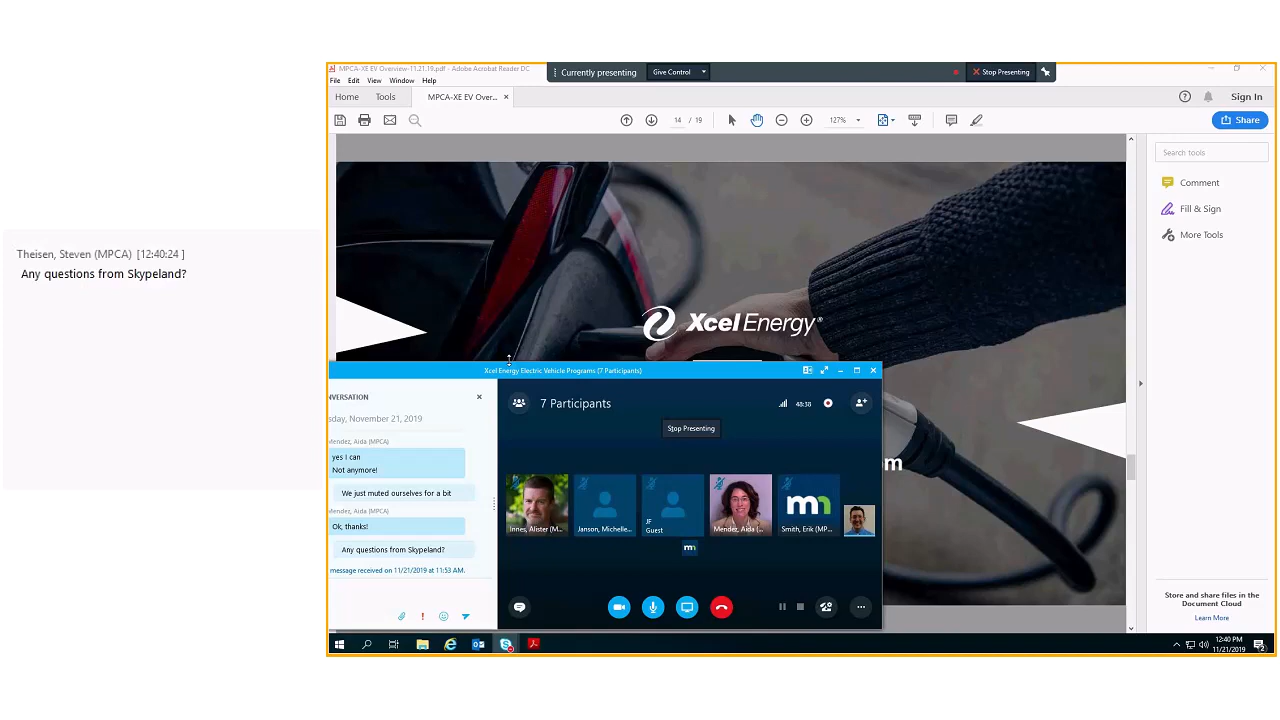 Theisen, Steven (MPCA) [12:40:24 ]
Any questions from Skypeland?
MPCA-XE EV Overview-11.21.19.pdf - Adobe Acrobat Reader DC
Currently presenting
Give Control
Stop Presenting
File Edit View Window Help
Home Tools MPCA-XE EV Over... ×
Sign In
14 / 19
127%
Share
Search tools
Comment
Fill & Sign
More Tools
Xcel Energy®
Xcel Energy Electric Vehicle Programs (7 Participants)
NVERSATION
sday, November 21, 2019
Mendez, Aida (MPCA)
yes I can
Not anymore!
We just muted ourselves for a bit
Mendez, Aida (MPCA)
Ok, thanks!
Any questions from Skypeland?
message received on 11/21/2019 at 11:53 AM.
7 Participants
48:38
Stop Presenting
Innes, Alister (M...
Janson, Michelle...
JF
Guest
Mendez, Aida (...
mn
Smith, Erik (MP...
mn
m
Store and share files in the
Document Cloud
Learn More
12:40 PM
11/21/2019
2